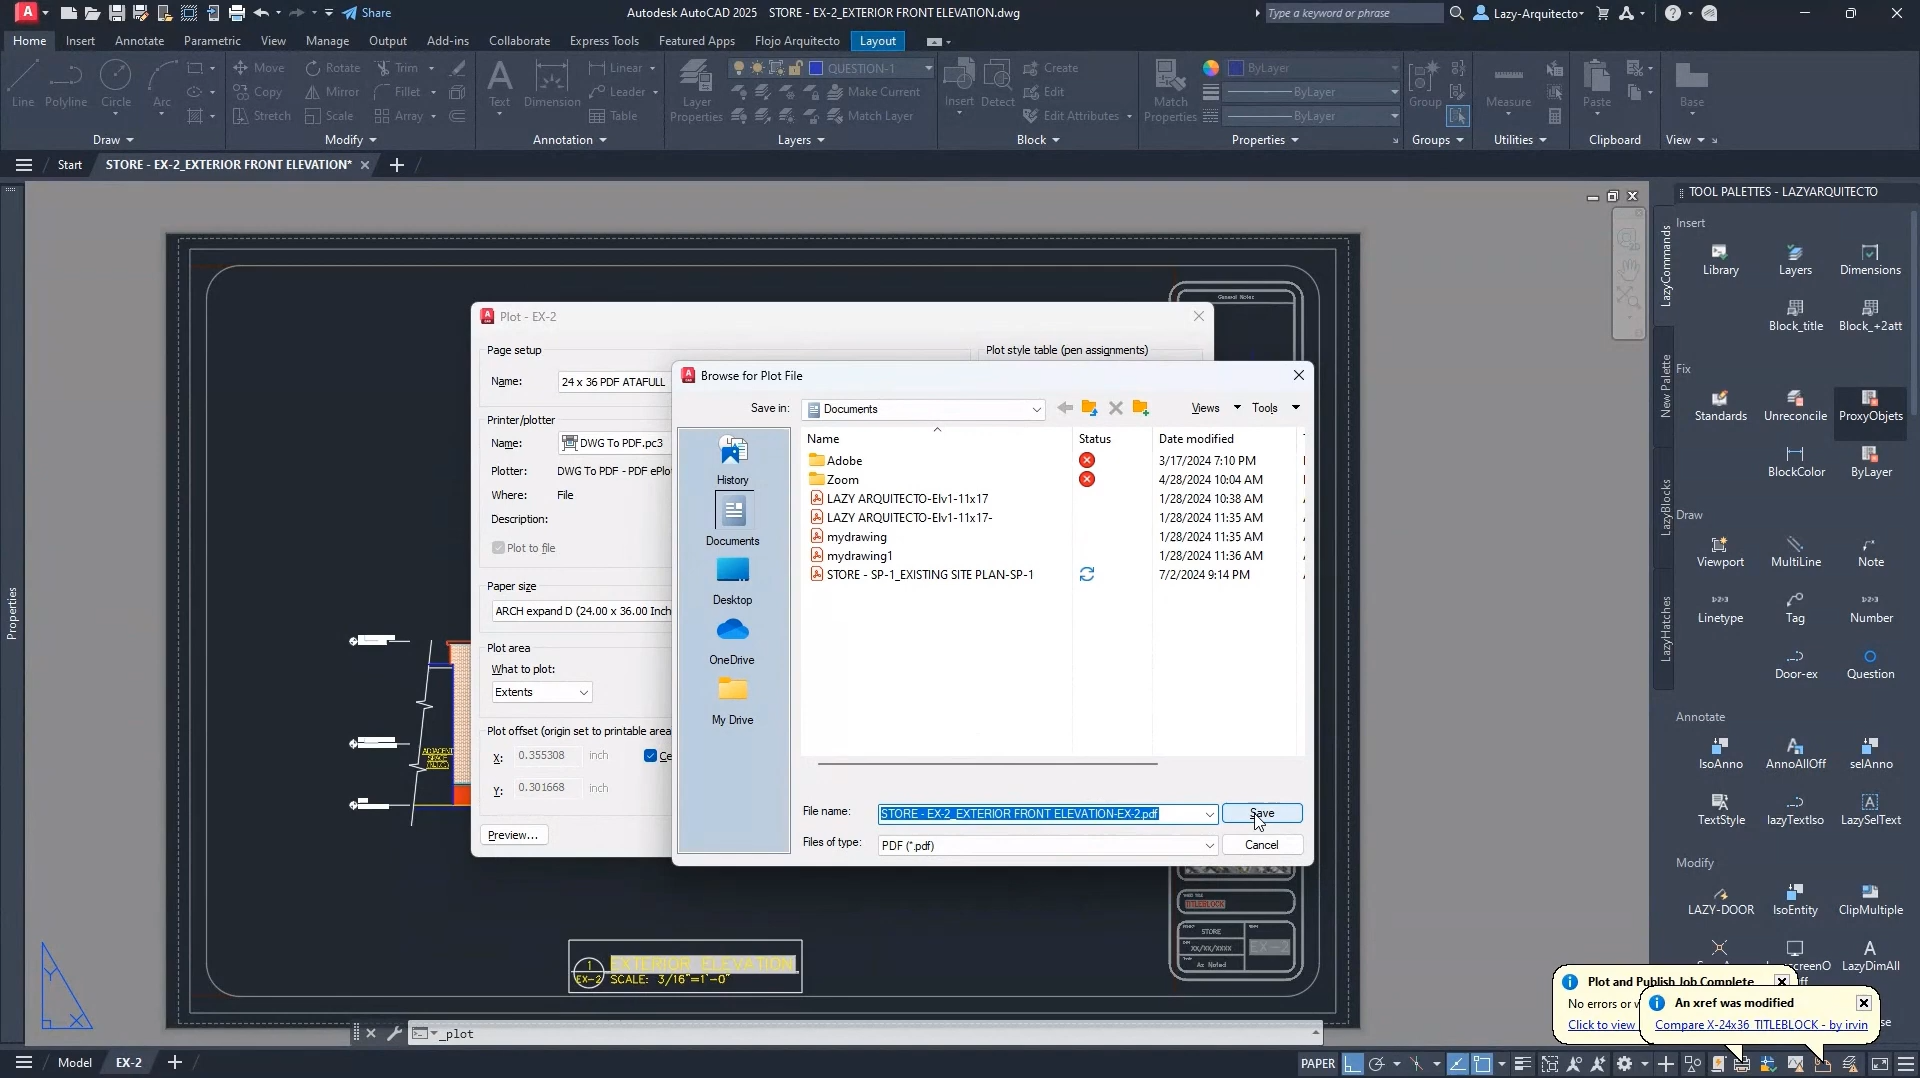 Share
Autodesk AutoCAD 2025 STORE - EX-2_EXTERIOR FRONT ELEVATION.dwg
Type a keyword or phrase
Lazy-Arquitecto
Home Insert Annotate Parametric View Manage Output Add-ins Collaborate Express Tools Featured Apps Flojo Arquitecto Layout
Line Polyline Circle Arc
Move Rotate Trim
Copy Mirror Fillet
Stretch Scale Array
Text Dimension
Linear
Leader
Table
Layer Properties
QUESTION-1
Make Current
Match Layer
Insert Detect
Create
Edit
Edit Attributes
Match Properties
ByLayer
ByLayer
ByLayer
Group
Measure
Paste
Base
Draw Modify Annotation Layers Block Properties Groups Utilities Clipboard View
Start STORE - EX-2_EXTERIOR FRONT ELEVATION*
Properties
General Notes
Plot - EX-2
Page setup
Name: 24 x 36 PDF ATAFULL
Plot style table (pen assignments)
Printer/plotter
Name: DWG To PDF.pc3
Plotter: DWG To PDF - PDF ePlo
Where: File
Description:
Plot to file
Paper size
ARCH expand D (24.00 x 36.00 Inch
Plot area
What to plot:
Extents
Plot offset (origin set to printable area
X: 0.355308 inch
Ce
Y: 0.301668 inch
Preview...
Browse for Plot File
Save in: Documents
Views Tools
History
Documents
Desktop
OneDrive
My Drive
Name Status Date modified
Adobe 3/17/2024 7:10 PM
Zoom 4/28/2024 10:04 AM
LAZY ARQUITECTO-Elv1-11x17 1/28/2024 10:38 AM
LAZY ARQUITECTO-Elv1-11x17- 1/28/2024 11:35 AM
mydrawing 1/28/2024 11:35 AM
mydrawing1 1/28/2024 11:36 AM
STORE - SP-1_EXISTING SITE PLAN-SP-1 7/2/2024 9:14 PM
File name: STORE - EX-2_EXTERIOR FRONT ELEVATION-EX-2.pdf Save
Files of type: PDF (*.pdf) Cancel
ADJACENT
SPACE
TITLEBLOCK
STORE
XX/XX/XXXX
As Noted
EX-2
1
EX-2
EXTERIOR ELEVATION
SCALE: 3/16"=1'-0"
Y
X
_plot
Model EX-2
PAPER
TOOL PALETTES - LAZYARQUITECTO
LazyCommands
New Palette
LazyBlocks
LazyHatches
Insert
Library Layers Dimensions
Block_title Block_+2att
Fix
Standards Unreconcile ProxyObjets
BlockColor ByLayer
Draw
Viewport MultiLine Note
Linetype Tag Number
Door-ex Question
Annotate
IsoAnno AnnoAllOff selAnno
TextStyle lazyTextIso LazySelText
Modify
LAZY-DOOR IsoEntity ClipMultiple
LazyDimAll
Plot and Publish Job Complete
No errors or w
Click to view
An xref was modified
Compare X-24x36_TITLEBLOCK - by irvin